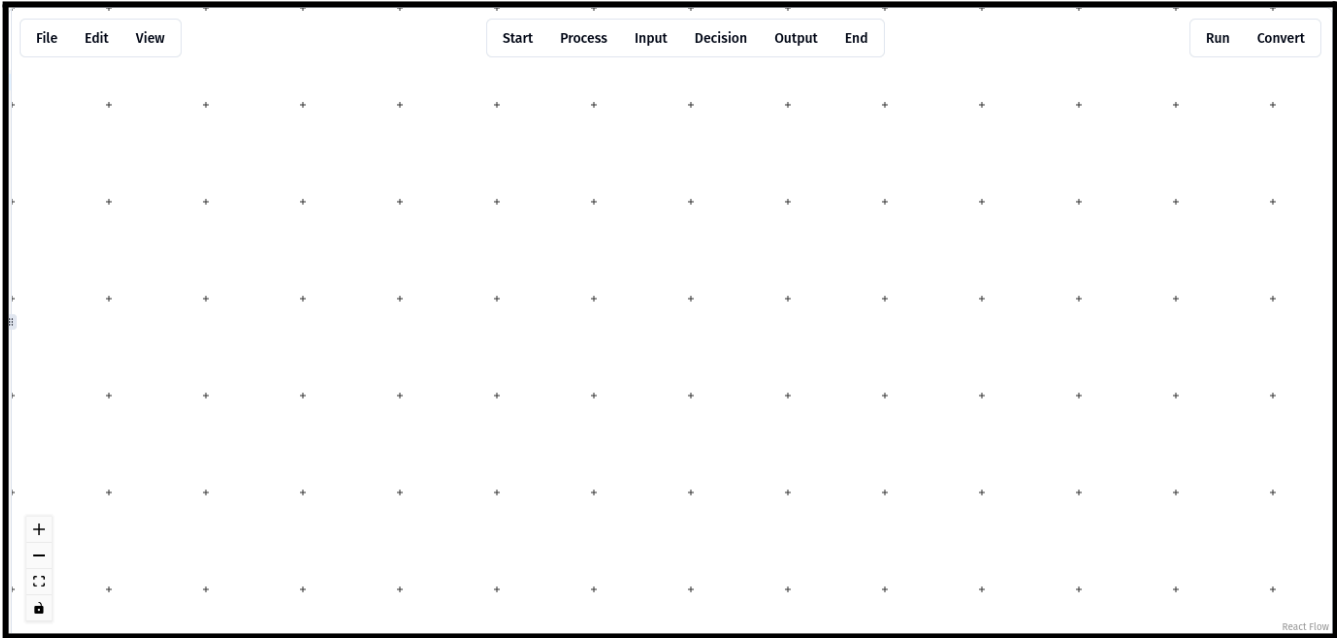 File Edit View Start Process Input Decision Output End Run Convert
React Flow